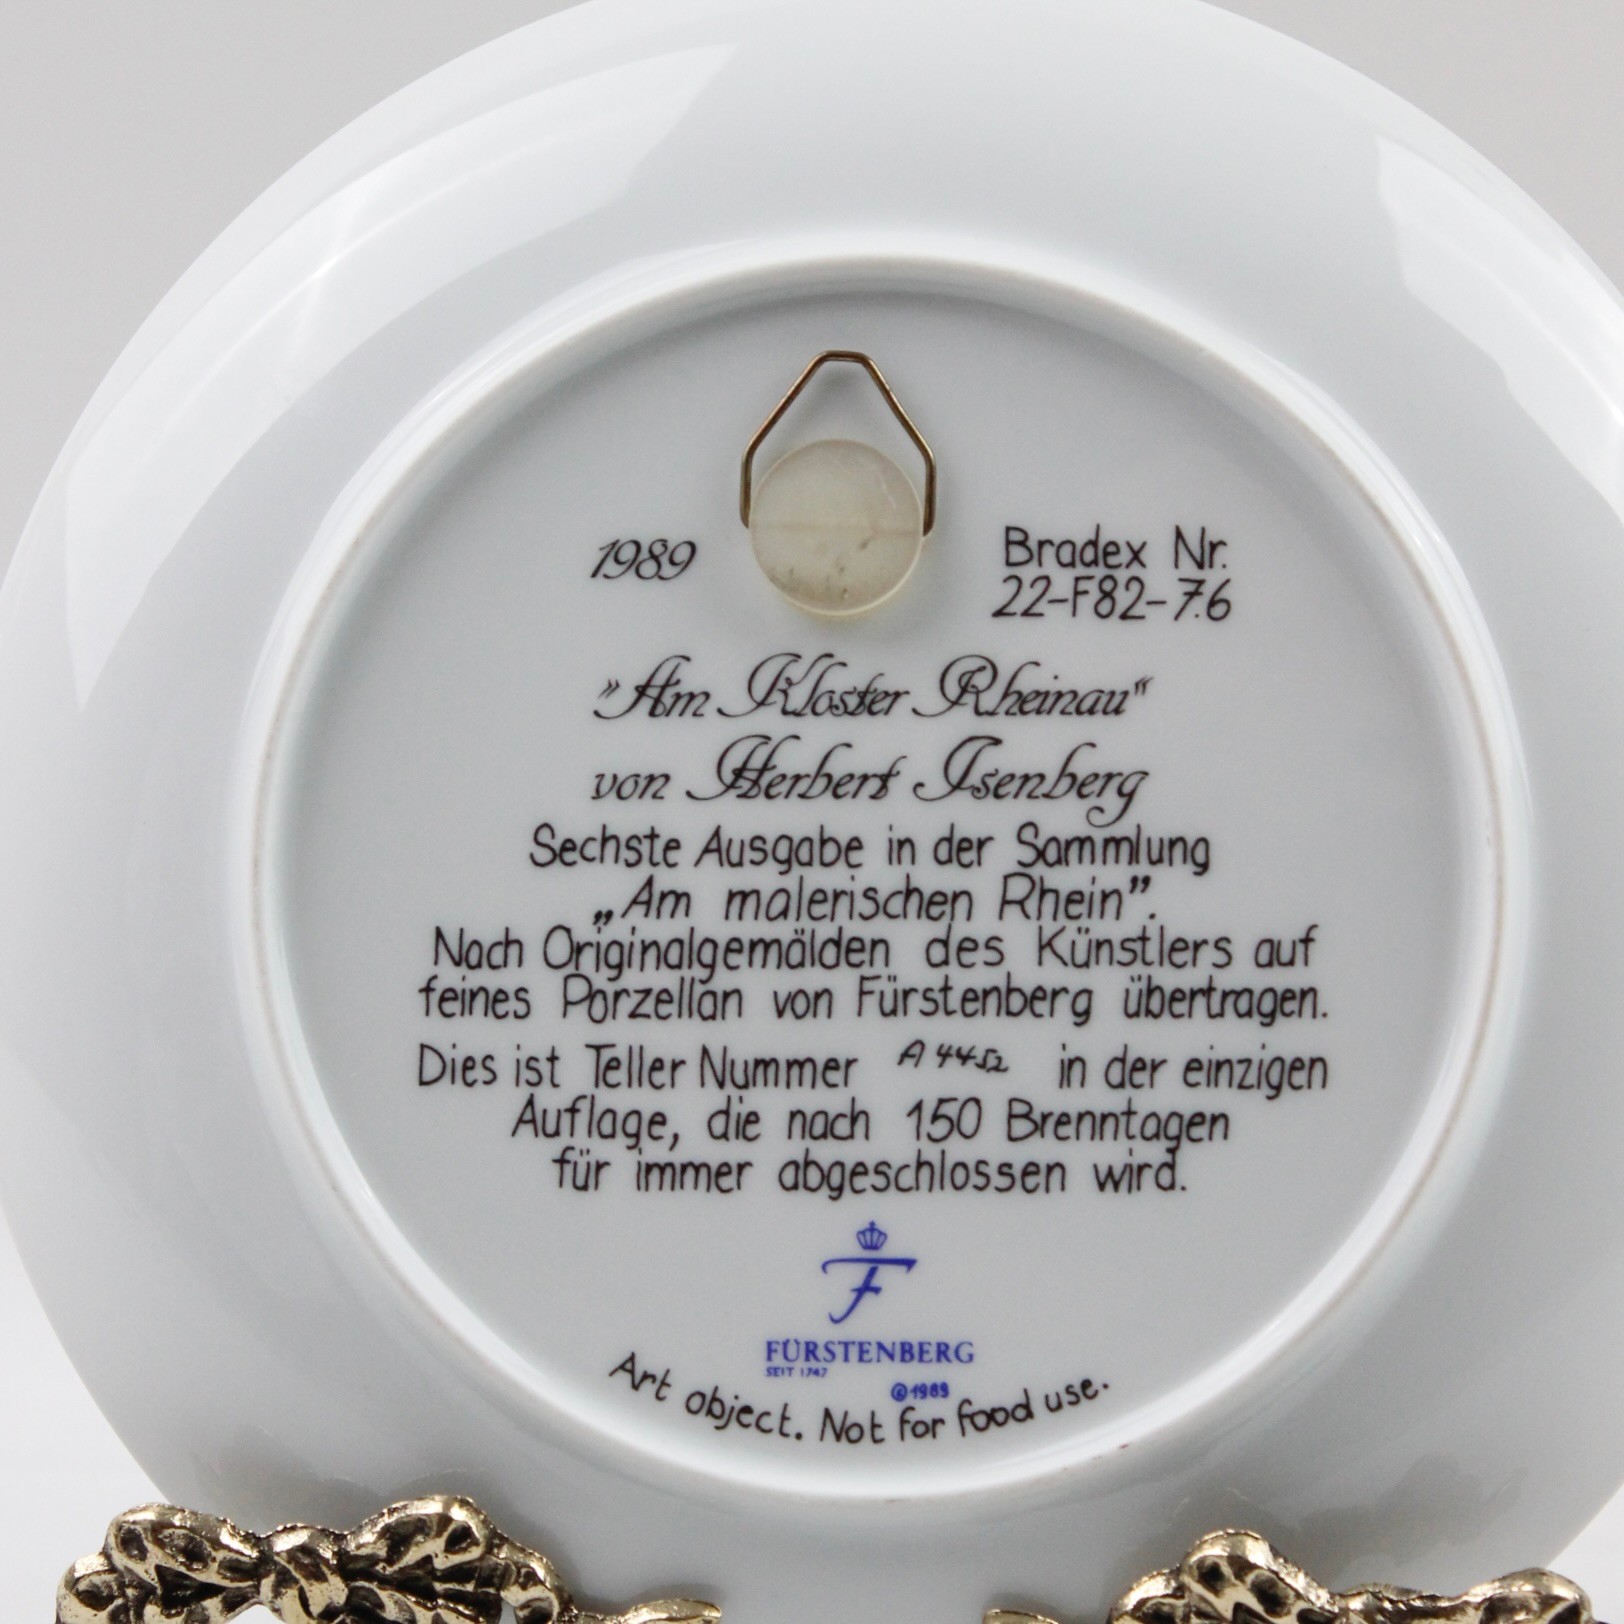 1989
Bradex Nr.
22-F82-7.6
"Am Kloster Rheinau"
von Herbert Isenberg
Sechste Ausgabe in der Sammlung
„Am malerischen Rhein”.
Nach Originalgemälden des Künstlers auf
feines Porzellan von Fürstenberg übertragen.
Dies ist Teller Nummer A4452 in der einzigen
Auflage, die nach 150 Brenntagen
für immer abgeschlossen wird.
F
FÜRSTENBERG
SEIT 1747
©1989
Art object. Not for food use.